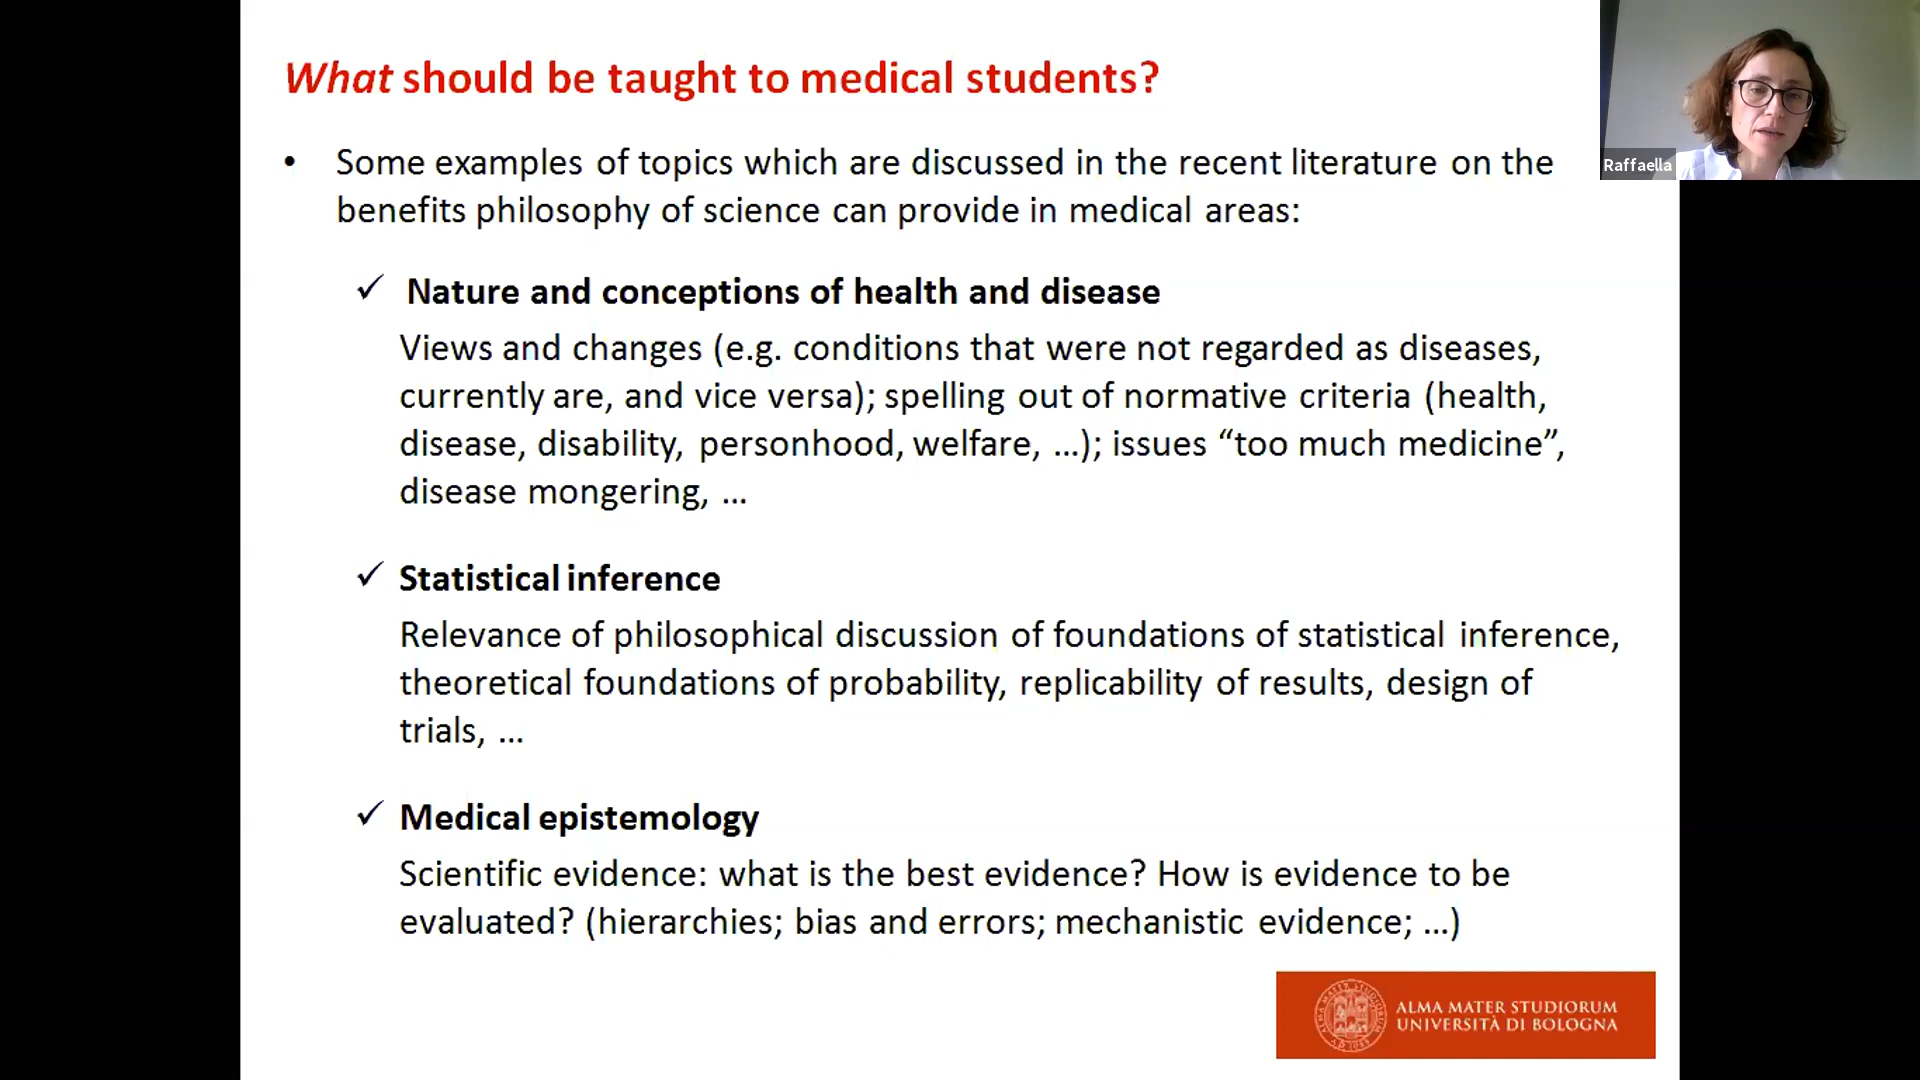 What should be taught to medical students?
• Some examples of topics which are discussed in the recent literature on the
benefits philosophy of science can provide in medical areas:
✓ Nature and conceptions of health and disease
Views and changes (e.g. conditions that were not regarded as diseases,
currently are, and vice versa); spelling out of normative criteria (health,
disease, disability, personhood, welfare, …); issues “too much medicine”,
disease mongering, …
✓ Statistical inference
Relevance of philosophical discussion of foundations of statistical inference,
theoretical foundations of probability, replicability of results, design of
trials, …
✓ Medical epistemology
Scientific evidence: what is the best evidence? How is evidence to be
evaluated? (hierarchies; bias and errors; mechanistic evidence; …)
Raffaella
ALMA MATER STUDIORUM
UNIVERSITÀ DI BOLOGNA